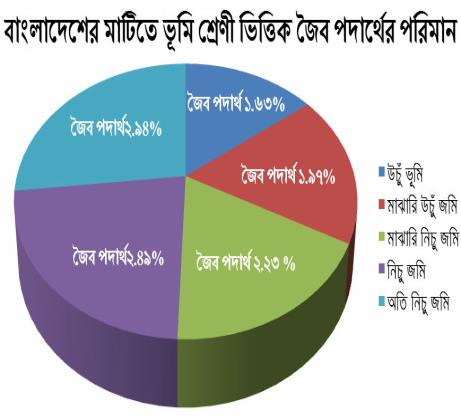 বাংলাদেশের মাটিতে ভূমি শ্রেণী ভিত্তিক জৈব পদার্থের পরিমান
জৈব পদার্থ ১.৬৩%
জৈব পদার্থ ১.৯৭%
জৈব পদার্থ ২.২৩ %
জৈব পদার্থ২.৪৯%
জৈব পদার্থ২.৯৪%
উচুঁ ভূমি
মাঝারি উচুঁ জমি
মাঝারি নিচু জমি
নিচু জমি
অতি নিচু জমি